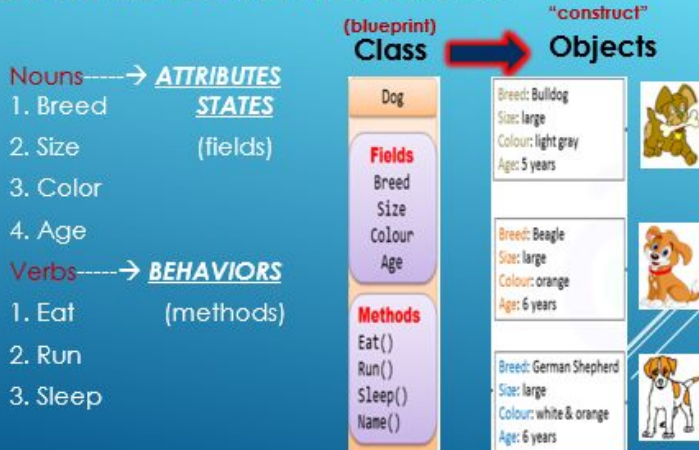 Nouns-----→ ATTRIBUTES
1. Breed STATES
2. Size (fields)
3. Color
4. Age
Verbs-----→ BEHAVIORS
1. Eat (methods)
2. Run
3. Sleep
(blueprint)
Class
"construct"
Objects
Dog
Fields
Breed
Size
Colour
Age
Methods
Eat()
Run()
Sleep()
Name()
Breed: Bulldog
Size: large
Colour: light gray
Age: 5 years
Breed: Beagle
Size: large
Colour: orange
Age: 6 years
Breed: German Shepherd
Size: large
Colour: white & orange
Age: 6 years